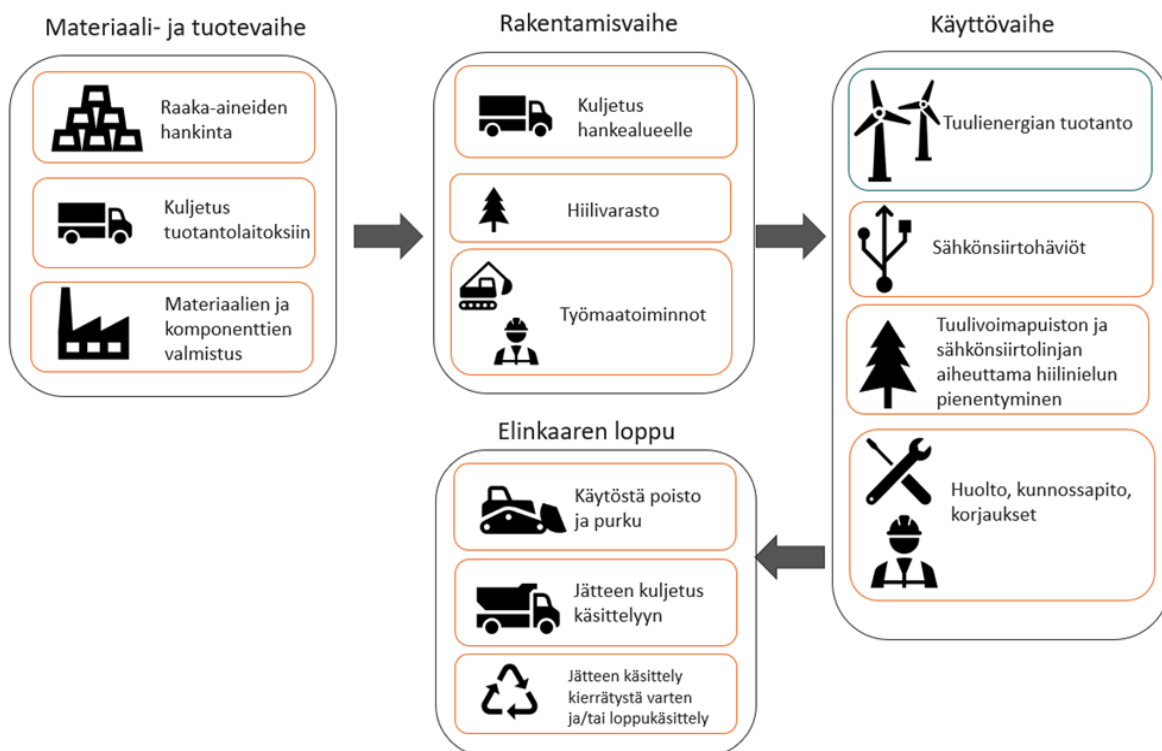 Materiaali- ja tuotevaihe
Raaka-aineiden
hankinta
Kuljetus
tuotantolaitoksiin
Materiaalien ja
komponenttien
valmistus
Rakentamisvaihe
Kuljetus
hankealueelle
Hiilivarasto
Työmaatoiminnot
Käyttövaihe
Tuulienergian tuotanto
Sähkönsiirtohäviöt
Tuulivoimapuiston ja
sähkönsiirtolinjan
aiheuttama hiilinielun
pienentyminen
Huolto, kunnossapito,
korjaukset
Elinkaaren loppu
Käytöstä poisto
ja purku
Jätteen kuljetus
käsittelyyn
Jätteen käsittely
kierrätystä varten
ja/tai loppukäsittely